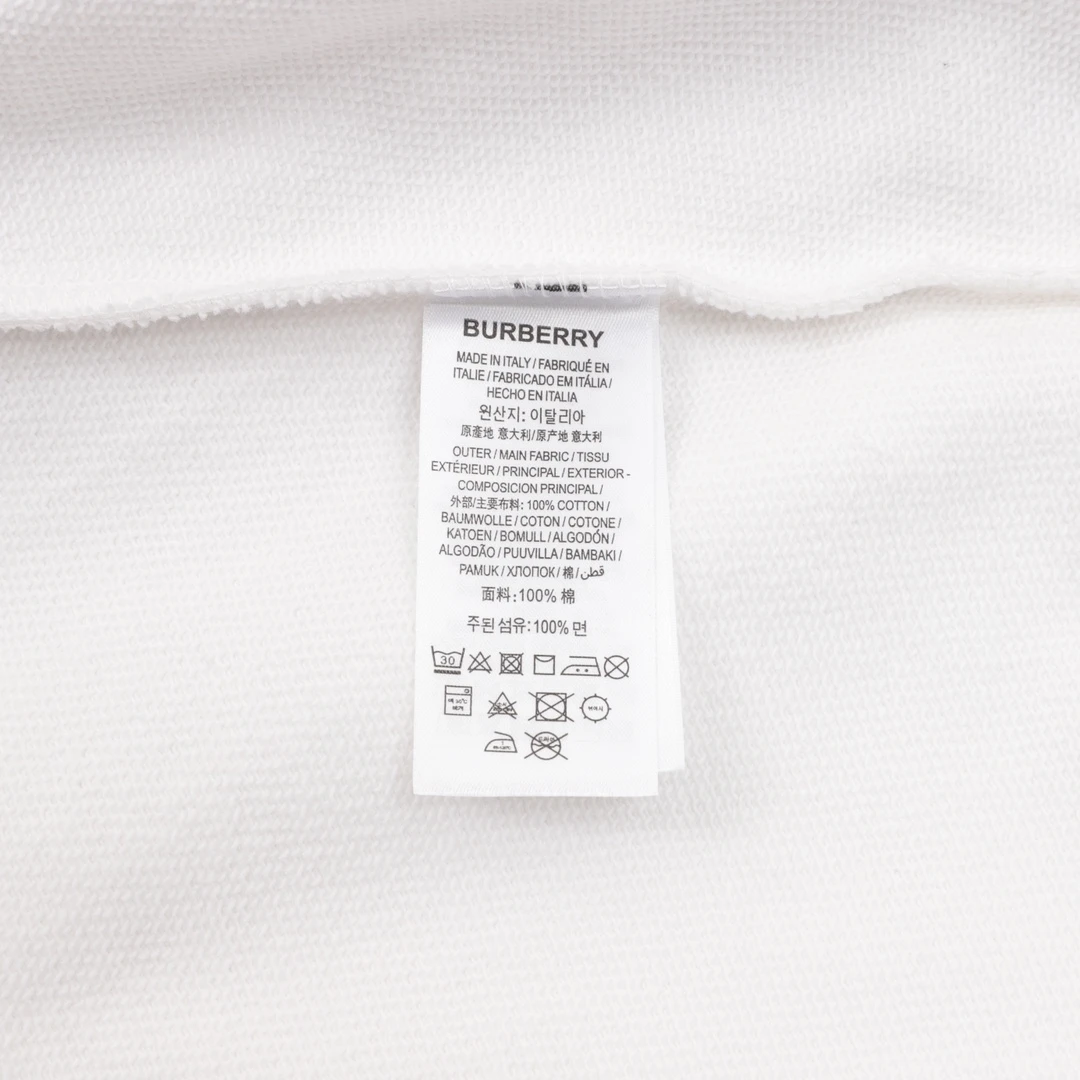 BURBERRY
MADE IN ITALY / FABRIQUÉ EN
ITALIE / FABRICADO EM ITÁLIA /
HECHO EN ITALIA
원산지: 이탈리아
原產地 意大利/原产地 意大利
OUTER / MAIN FABRIC / TISSU
EXTÉRIEUR / PRINCIPAL / EXTERIOR -
COMPOSICION PRINCIPAL /
外部/主要布料: 100% COTTON /
BAUMWOLLE / COTON / COTONE /
KATOEN / BOMULL / ALGODÓN /
ALGODÃO / PUUVILLA / BAMBAKI /
PAMUK / ХЛОПОК / 棉/ قطن
面料:100% 棉
주된 섬유:100% 면
30